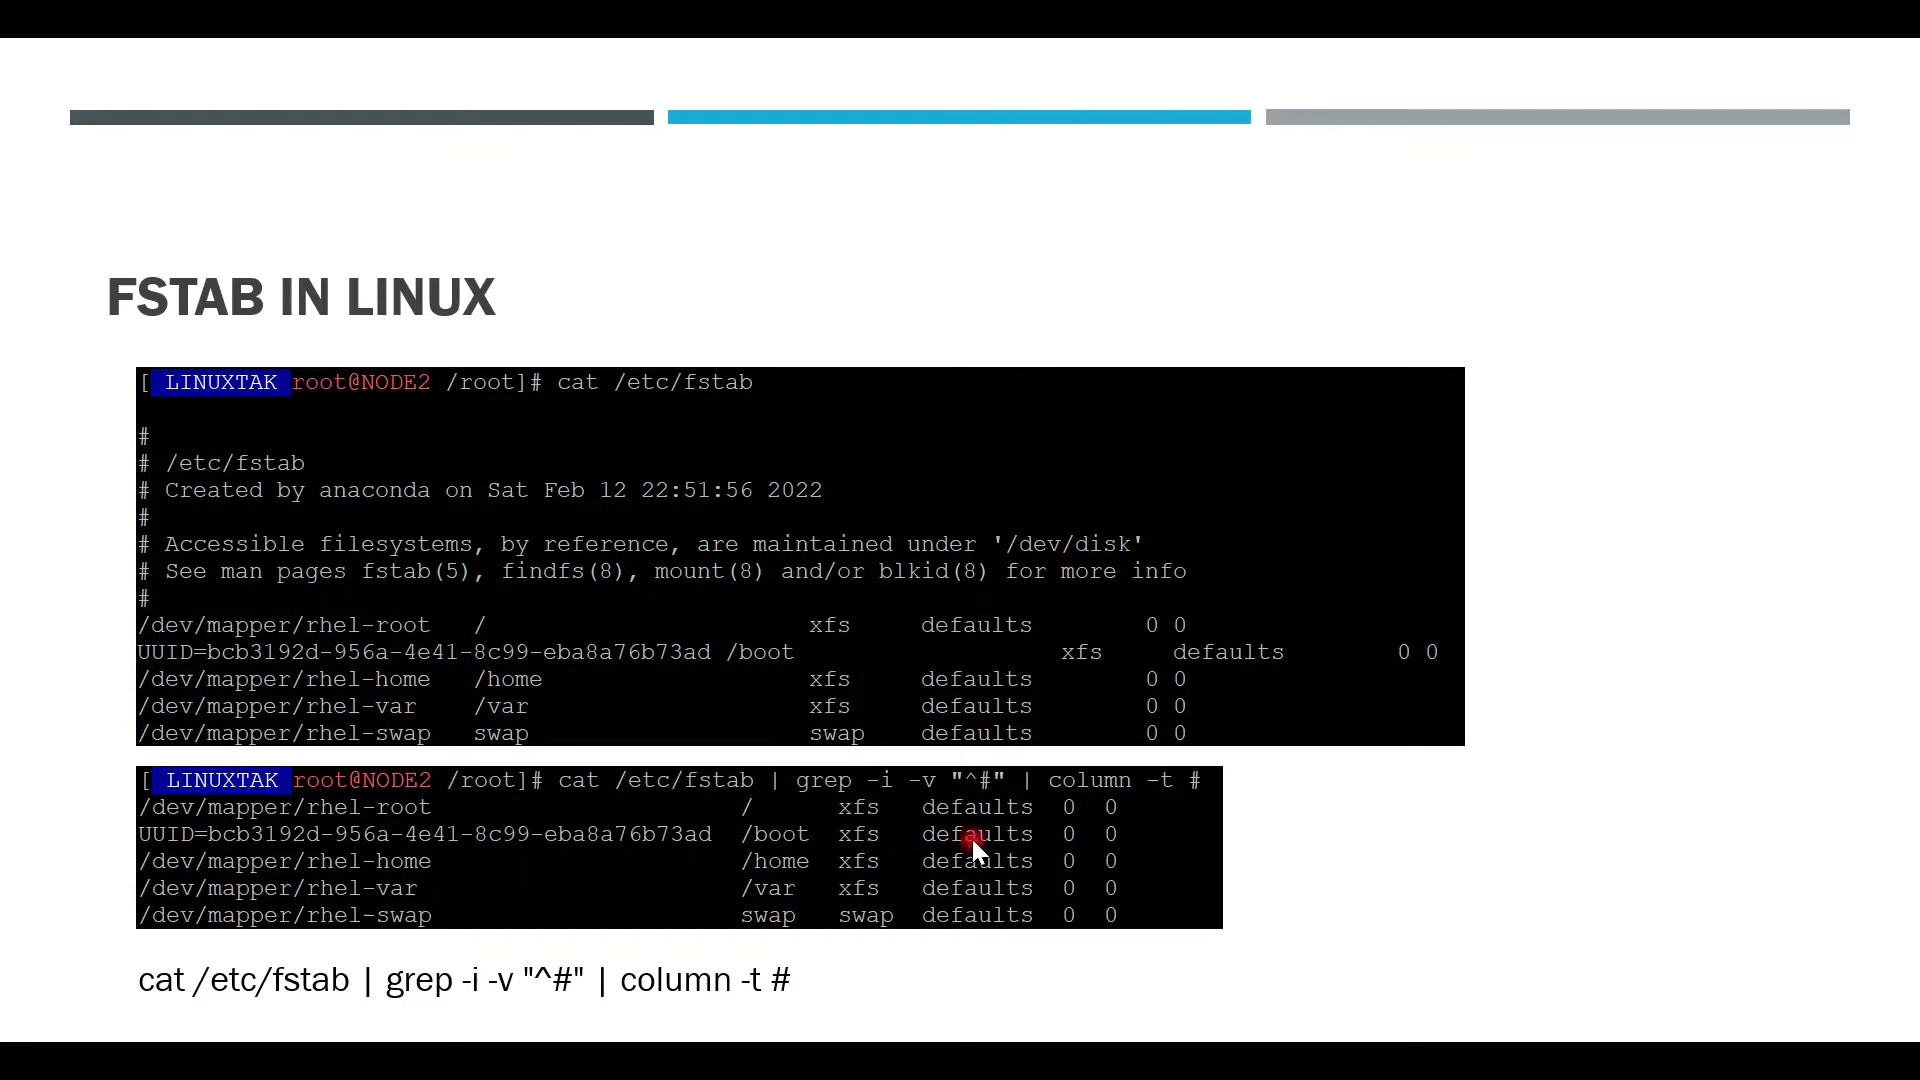 FSTAB IN LINUX
[ LINUXTAK root@NODE2 /root]# cat /etc/fstab
#
# /etc/fstab
# Created by anaconda on Sat Feb 12 22:51:56 2022
#
# Accessible filesystems, by reference, are maintained under '/dev/disk'
# See man pages fstab(5), findfs(8), mount(8) and/or blkid(8) for more info
#
/dev/mapper/rhel-root / xfs defaults 0 0
UUID=bcb3192d-956a-4e41-8c99-eba8a76b73ad /boot xfs defaults 0 0
/dev/mapper/rhel-home /home xfs defaults 0 0
/dev/mapper/rhel-var /var xfs defaults 0 0
/dev/mapper/rhel-swap swap swap defaults 0 0
[ LINUXTAK root@NODE2 /root]# cat /etc/fstab | grep -i -v "^#" | column -t #
/dev/mapper/rhel-root / xfs defaults 0 0
UUID=bcb3192d-956a-4e41-8c99-eba8a76b73ad /boot xfs defaults 0 0
/dev/mapper/rhel-home /home xfs defaults 0 0
/dev/mapper/rhel-var /var xfs defaults 0 0
/dev/mapper/rhel-swap swap swap defaults 0 0
cat /etc/fstab | grep -i -v "^#" | column -t #